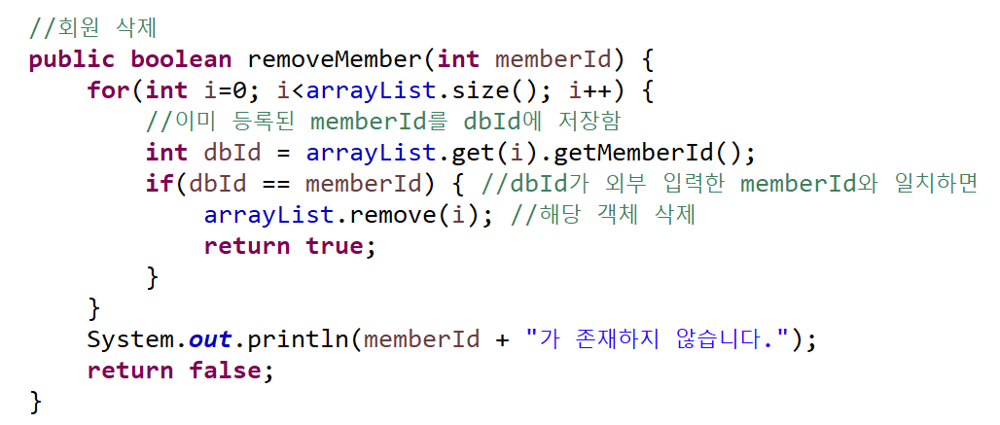 //회원 삭제
public boolean removeMember(int memberId) {
for(int i=0; i<arrayList.size(); i++) {
//이미 등록된 memberId를 dbId에 저장함
int dbId = arrayList.get(i).getMemberId();
if(dbId == memberId) { //dbId가 외부 입력한 memberId와 일치하면
arrayList.remove(i); //해당 객체 삭제
return true;
}
}
System.out.println(memberId + "가 존재하지 않습니다.");
return false;
}